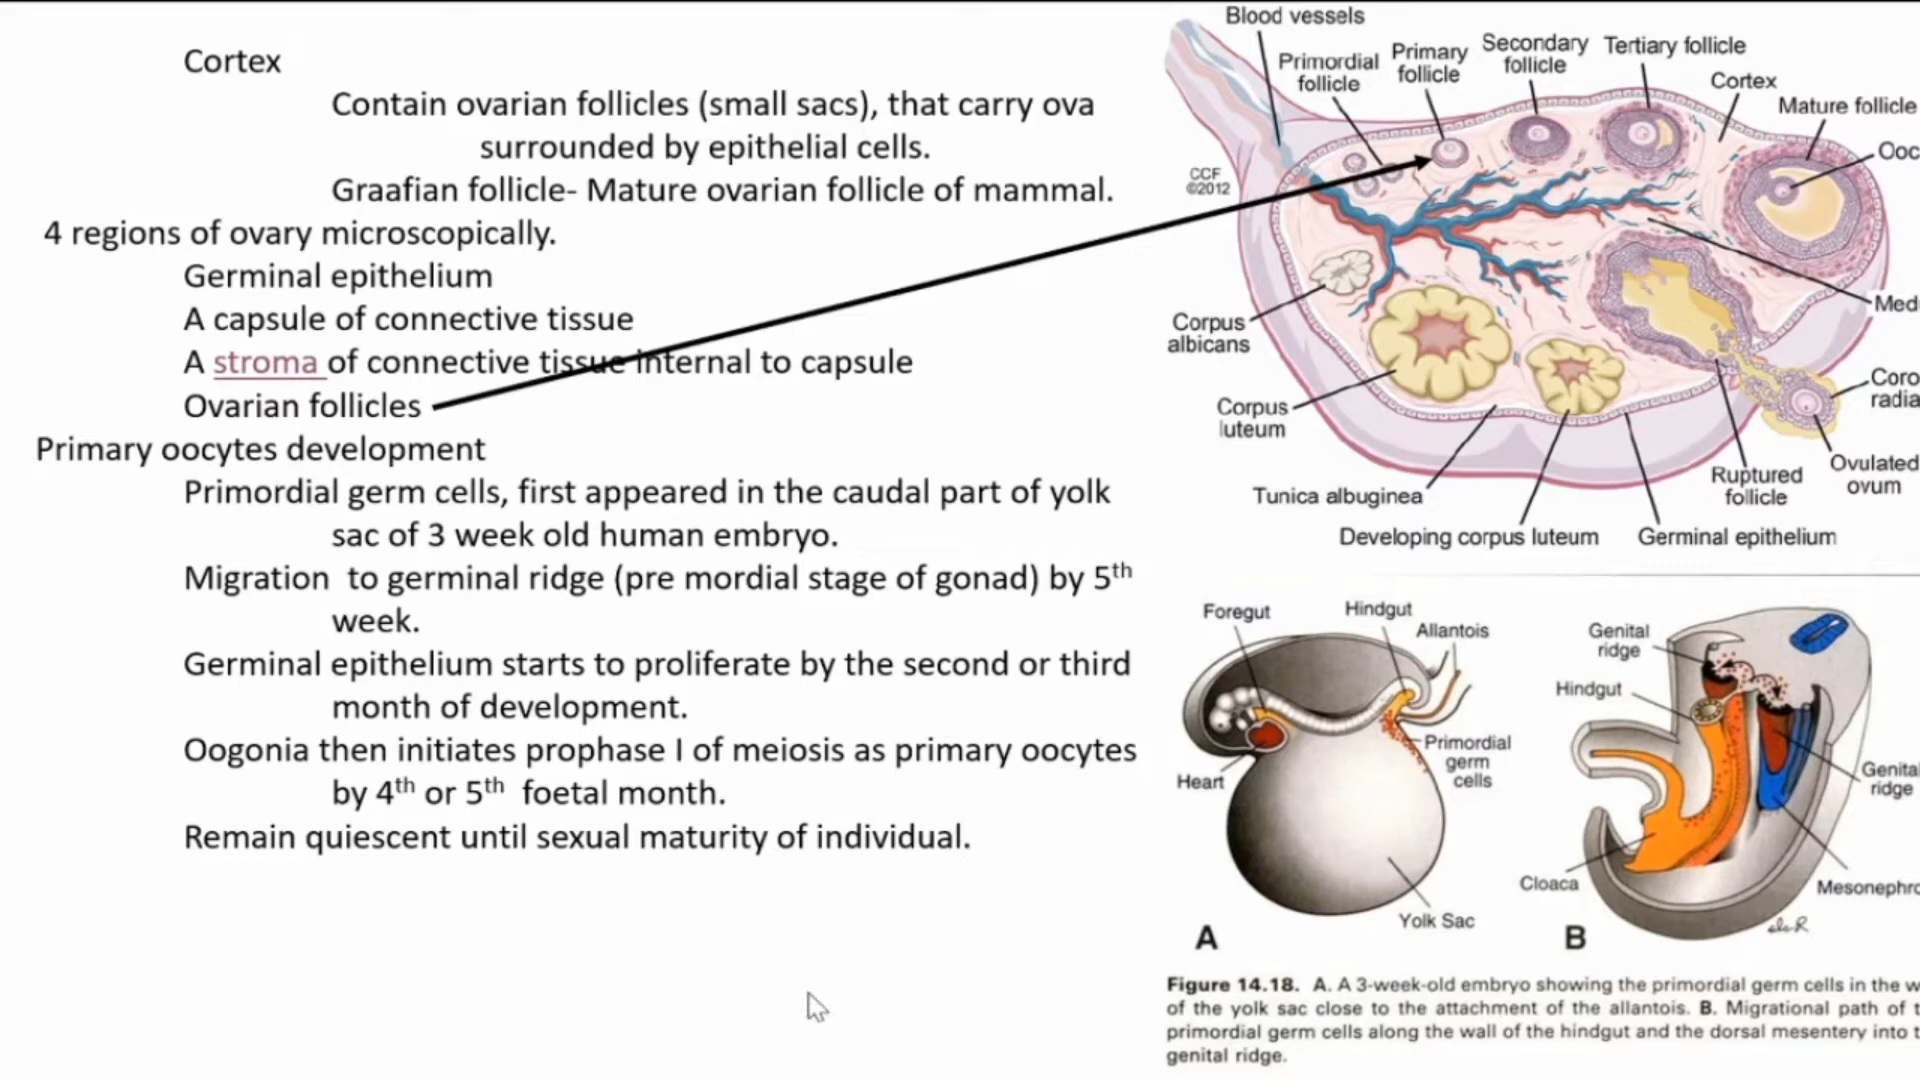 Cortex
Contain ovarian follicles (small sacs), that carry ova
surrounded by epithelial cells.
Graafian follicle- Mature ovarian follicle of mammal.
4 regions of ovary microscopically.
Germinal epithelium
A capsule of connective tissue
A stroma of connective tissue internal to capsule
Ovarian follicles
Primary oocytes development
Primordial germ cells, first appeared in the caudal part of yolk
sac of 3 week old human embryo.
Migration to germinal ridge (pre mordial stage of gonad) by 5th
week.
Germinal epithelium starts to proliferate by the second or third
month of development.
Oogonia then initiates prophase I of meiosis as primary oocytes
by 4th or 5th foetal month.
Remain quiescent until sexual maturity of individual.
Blood vessels
Primordial
follicle
Primary
follicle
Secondary
follicle
Tertiary follicle
Cortex
Mature follicle
Ooc
CCF
©2012
Med
Corpus
albicans
Coro
radia
Corpus
luteum
Ovulated
ovum
Ruptured
follicle
Tunica albuginea
Developing corpus luteum
Germinal epithelium
Foregut
Hindgut
Allantois
Primordial
germ
cells
Heart
Yolk Sac
A
Genital
ridge
Hindgut
Genital
ridge
Cloaca
Mesonephro
B
Figure 14.18. A. A 3-week-old embryo showing the primordial germ cells in the w
of the yolk sac close to the attachment of the allantois. B. Migrational path of t
primordial germ cells along the wall of the hindgut and the dorsal mesentery into t
genital ridge.